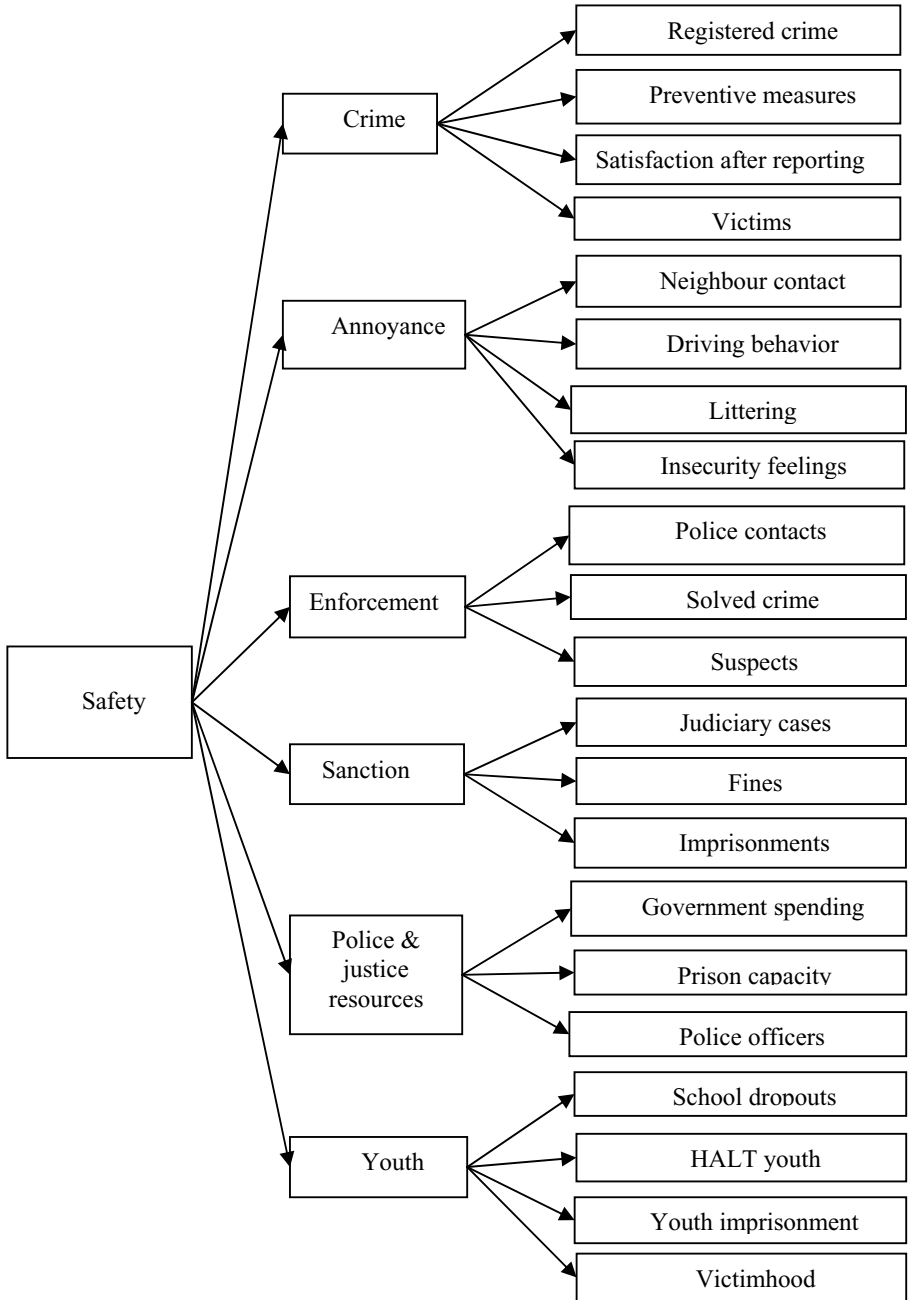 Registered crime
Preventive measures
Crime
Satisfaction after reporting
Victims
Neighbour contact
Annoyance
Driving behavior
Littering
Insecurity feelings
Police contacts
Enforcement
Solved crime
Suspects
Safety
Judiciary cases
Sanction
Fines
Imprisonments
Government spending
Police &
justice
resources
Prison capacity
Police officers
School dropouts
Youth
HALT youth
Youth imprisonment
Victimhood